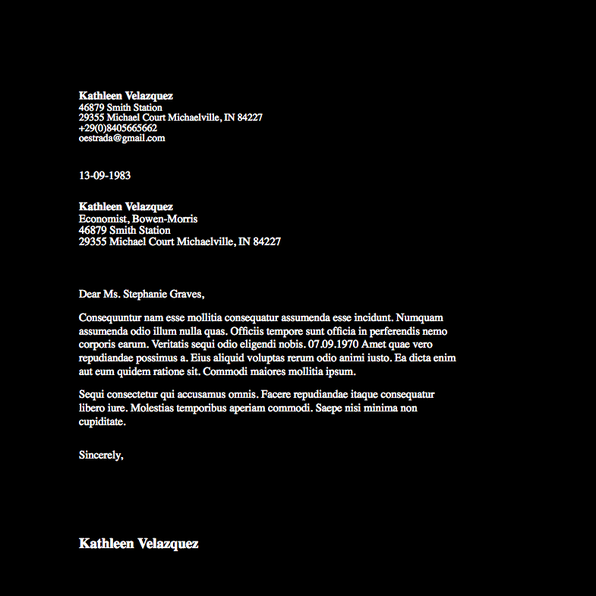 Kathleen Velazquez
46879 Smith Station
29355 Michael Court Michaelville, IN 84227
+29(0)8405665662
oestrada@gmail.com
13-09-1983
Kathleen Velazquez
Economist, Bowen-Morris
46879 Smith Station
29355 Michael Court Michaelville, IN 84227
Dear Ms. Stephanie Graves,
Consequuntur nam esse mollitia consequatur assumenda esse incidunt. Numquam
assumenda odio illum nulla quas. Officiis tempore sunt officia in perferendis nemo
corporis earum. Veritatis sequi odio eligendi nobis. 07.09.1970 Amet quae vero
repudiandae possimus a. Eius aliquid voluptas rerum odio animi iusto. Ea dicta enim
aut eum quidem ratione sit. Commodi maiores mollitia ipsum.
Sequi consectetur qui accusamus omnis. Facere repudiandae itaque consequatur
libero iure. Molestias temporibus aperiam commodi. Saepe nisi minima non
cupiditate.
Sincerely,
Kathleen Velazquez